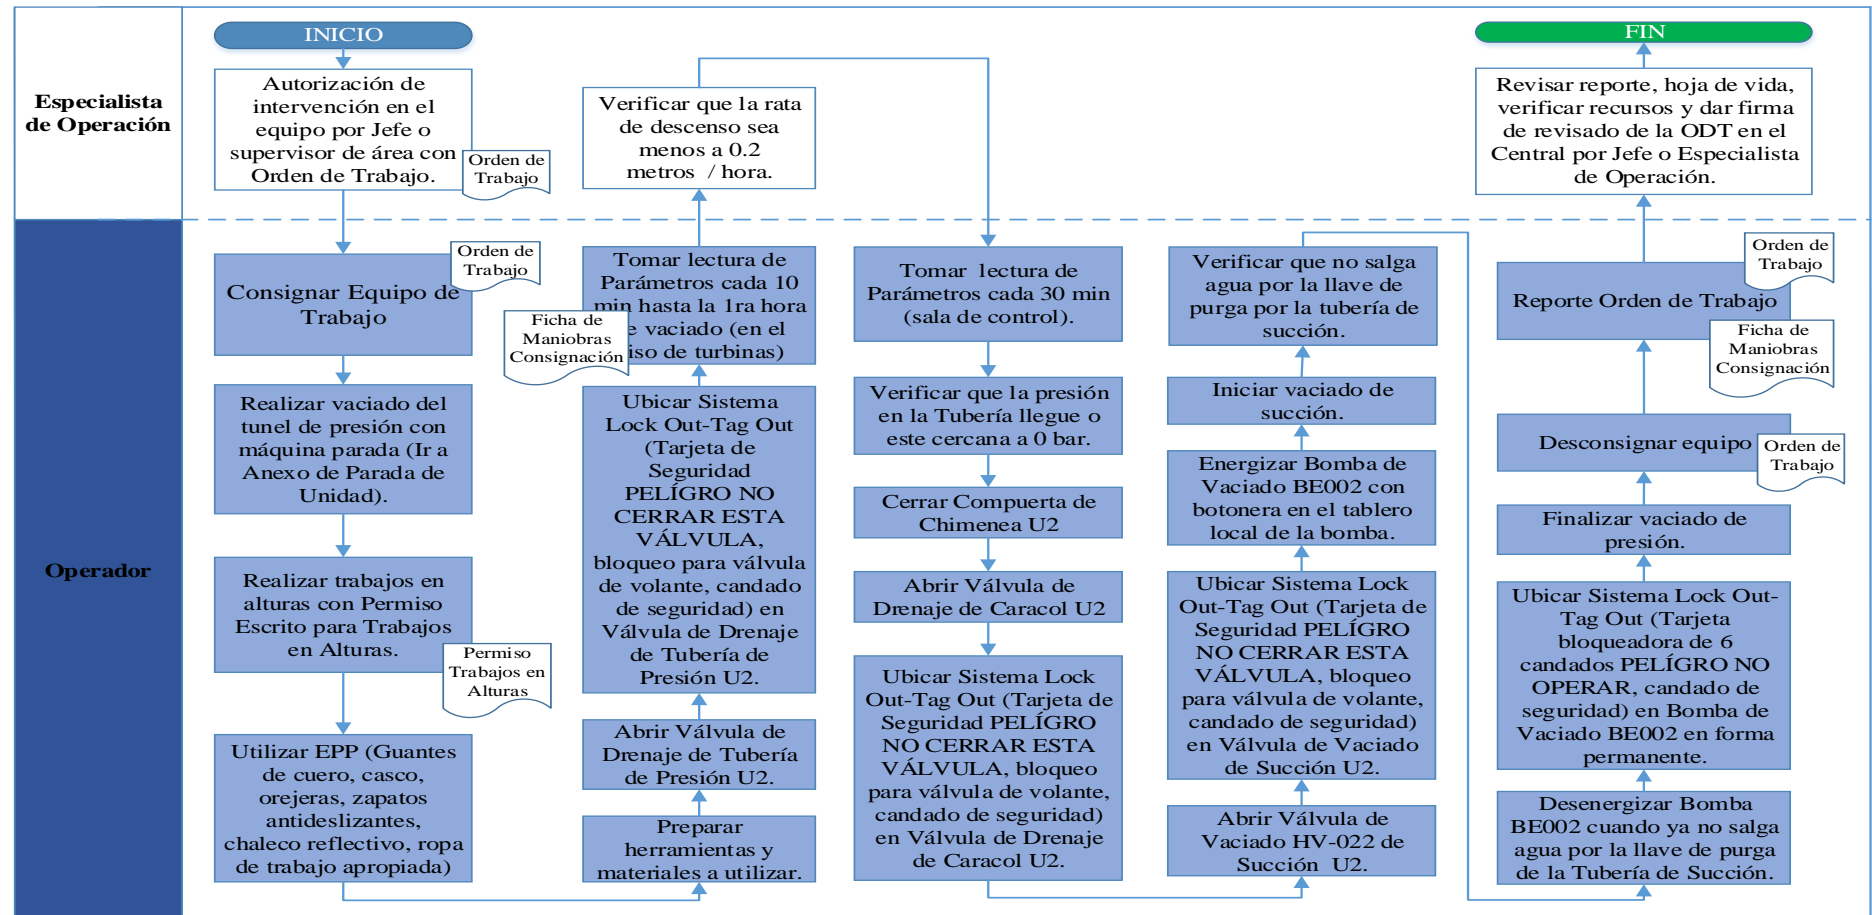 Especialista
de Operación
INICIO
Autorización de
intervención en el
equipo por Jefe o
supervisor de área con
Orden de Trabajo.
Orden de
Trabajo
Operador
Consignar Equipo de
Trabajo
Orden de
Trabajo
Realizar vaciado del
tunel de presión con
máquina parada (Ir a
Anexo de Parada de
Unidad).
Realizar trabajos en
alturas con Permiso
Escrito para Trabajos
en Alturas.
Permiso
Trabajos en
Alturas
Utilizar EPP (Guantes
de cuero, casco,
orejeras, zapatos
antideslizantes,
chaleco reflectivo, ropa
de trabajo apropiada)
Preparar
herramientas y
materiales a utilizar.
Abrir Válvula de
Drenaje de Tubería
de Presión U2.
Ubicar Sistema
Lock Out-Tag Out
(Tarjeta de
Seguridad
PELÍGRO NO
CERRAR ESTA
VÁLVULA,
bloqueo para válvula
de volante, candado
de seguridad) en
Válvula de Drenaje
de Tubería de
Presión U2.
Tomar lectura de
Parámetros cada 10
min hasta la 1ra hora
e vaciado (en el
iso de turbinas)
Ficha de
Maniobras
Consignación
Verificar que la rata
de descenso sea
menos a 0.2
metros / hora.
Tomar lectura de
Parámetros cada 30 min
(sala de control).
Verificar que la presión
en la Tubería llegue o
este cercana a 0 bar.
Cerrar Compuerta de
Chimenea U2
Abrir Válvula de
Drenaje de Caracol U2
Ubicar Sistema Lock
Out-Tag Out (Tarjeta de
Seguridad PELÍGRO
NO CERRAR ESTA
VÁLVULA, bloqueo
para válvula de volante,
candado de seguridad)
en Válvula de Drenaje
de Caracol U2.
Abrir Válvula de
Vaciado HV-022 de
Succión U2.
Ubicar Sistema Lock
Out-Tag Out (Tarjeta de
Seguridad PELÍGRO
NO CERRAR ESTA
VÁLVULA, bloqueo
para válvula de volante,
candado de seguridad)
en Válvula de Vaciado
de Succión U2.
Energizar Bomba de
Vaciado BE002 con
botonera en el tablero
local de la bomba.
Iniciar vaciado de
succión.
Verificar que no salga
agua por la llave de
purga por la tubería de
succión.
Desenergizar Bomba
BE002 cuando ya no salga
agua por la llave de purga
de la Tubería de Succión.
Ubicar Sistema Lock Out-
Tag Out (Tarjeta
bloqueadora de 6
candados PELÍGRO NO
OPERAR, candado de
seguridad) en Bomba de
Vaciado BE002 en forma
permanente.
Finalizar vaciado de
presión.
Desconsignar equipo
Orden de
Trabajo
Reporte Orden de Trabajo
Orden de
Trabajo
Ficha de
Maniobras
Consignación
Revisar reporte, hoja de vida,
verificar recursos y dar firma
de revisado de la ODT en el
Central por Jefe o Especialista
de Operación.
FIN